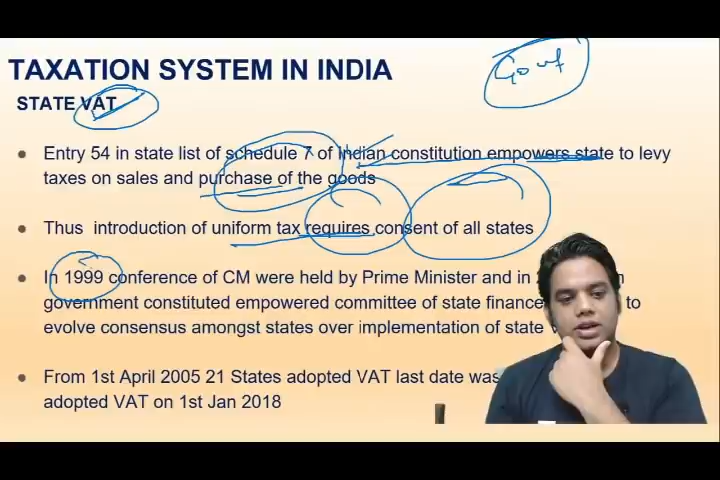 Govt
TAXATION SYSTEM IN INDIA
STATE VAT
Entry 54 in state list of schedule 7 of Indian constitution empowers state to levy
taxes on sales and purchase of the goods
Thus introduction of uniform tax requires consent of all states
In 1999 conference of CM were held by Prime Minister and in
government constituted empowered committee of state finance to
evolve consensus amongst states over implementation of state
From 1st April 2005 21 States adopted VAT last date was
adopted VAT on 1st Jan 2018